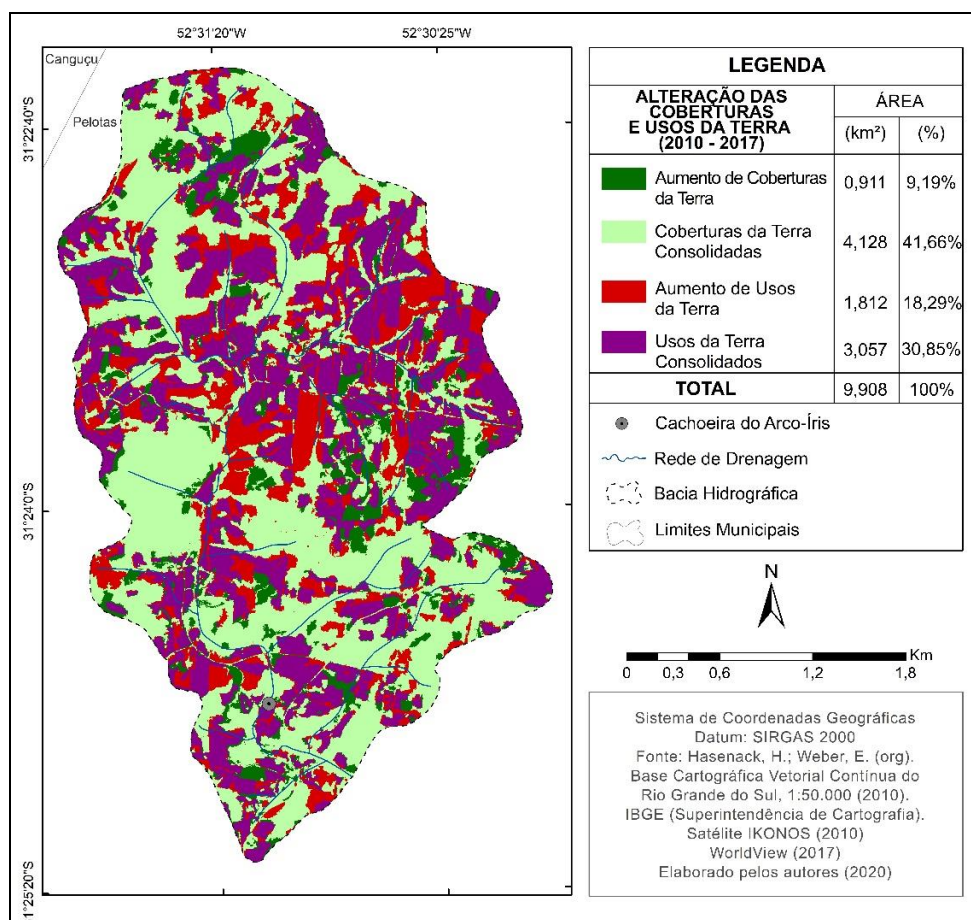 52°31'20"W
52°30'25"W
Canguçu
Pelotas
31°22'40"S
31°24'0"S
31°25'20"S
LEGENDA
ALTERAÇÃO DAS
COBERTURAS
E USOS DA TERRA
(2010 - 2017)
ÁREA
(km²)
(%)
Aumento de Coberturas
da Terra
0,911
9,19%
Coberturas da Terra
Consolidadas
4,128
41,66%
Aumento de Usos
da Terra
1,812
18,29%
Usos da Terra
Consolidados
3,057
30,85%
TOTAL
9,908
100%
Cachoeira do Arco-Íris
Rede de Drenagem
Bacia Hidrográfica
Limites Municipais
N
Km
0 0,3 0,6 1,2 1,8
Sistema de Coordenadas Geográficas
Datum: SIRGAS 2000
Fonte: Hasenack, H.; Weber, E. (org).
Base Cartográfica Vetorial Contínua do
Rio Grande do Sul, 1:50.000 (2010).
IBGE (Superintendência de Cartografia).
Satélite IKONOS (2010)
WorldView (2017)
Elaborado pelos autores (2020)